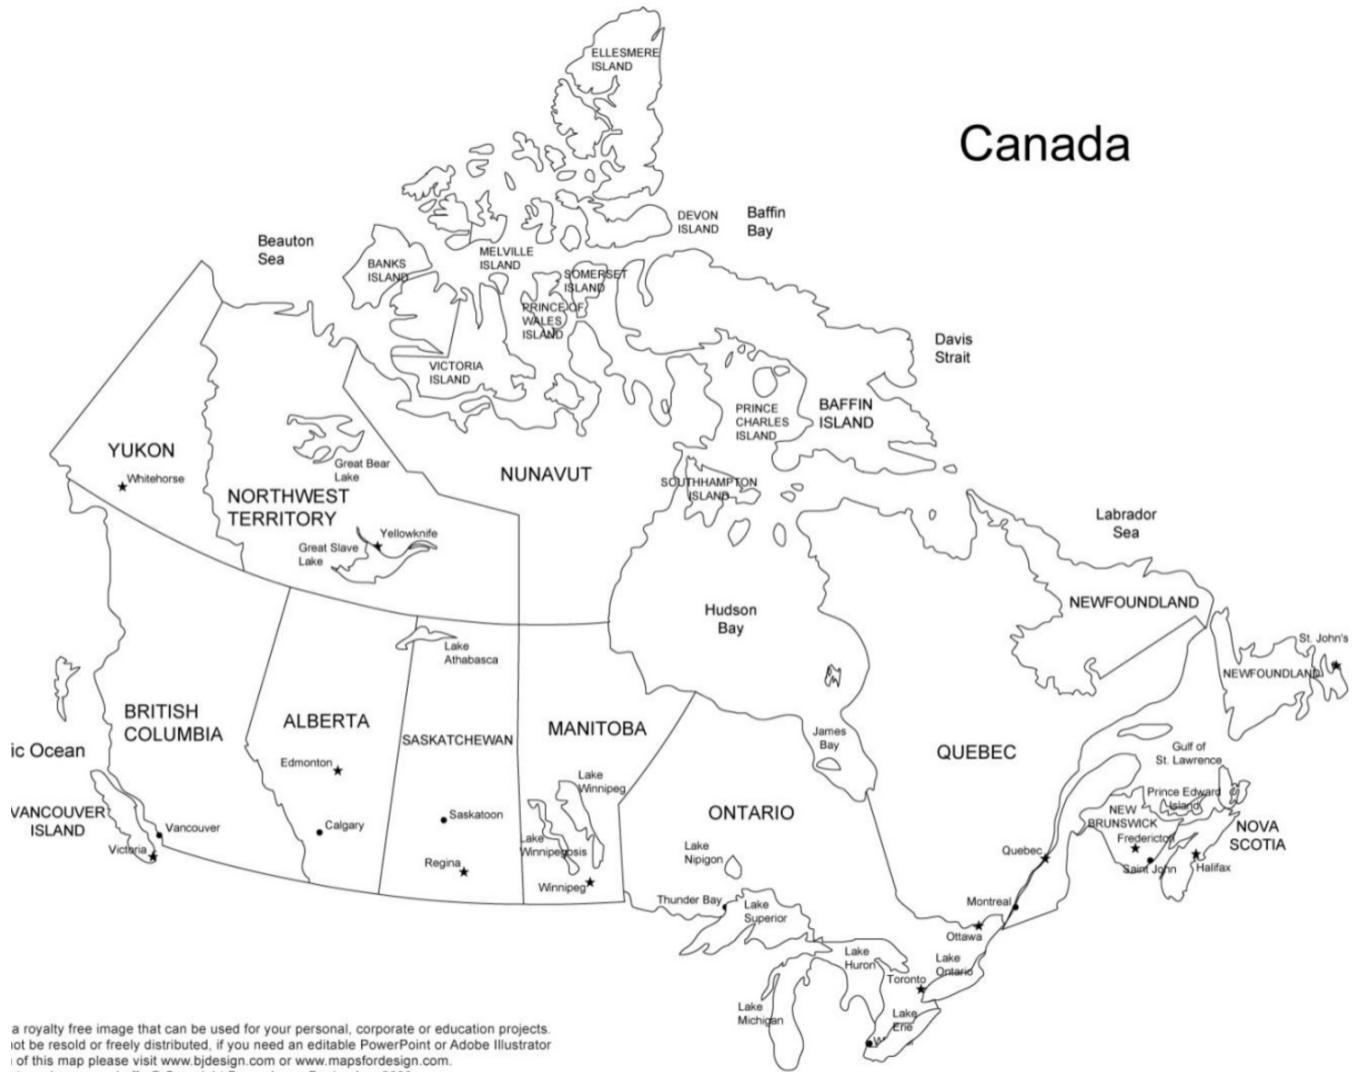 Canada
ELLESMERE
ISLAND
DEVON
ISLAND
Baffin
Bay
Beauton
Sea
BANKS
ISLAND
MELVILLE
ISLAND
SOMERSET
ISLAND
PRINCE OF
WALES
ISLAND
VICTORIA
ISLAND
Davis
Strait
PRINCE
CHARLES
ISLAND
BAFFIN
ISLAND
YUKON
Whitehorse
Great Bear
Lake
NORTHWEST
TERRITORY
NUNAVUT
SOUTHHAMPTON
ISLAND
Yellowknife
Great Slave
Lake
Labrador
Sea
Hudson
Bay
NEWFOUNDLAND
St. John's
NEWFOUNDLAND
Lake
Athabasca
BRITISH
COLUMBIA
ALBERTA
SASKATCHEWAN
MANITOBA
James
Bay
QUEBEC
Gulf of
St. Lawrence
ic Ocean
Edmonton
Lake
Winnipeg
VANCOUVER
ISLAND
Vancouver
Victoria
Calgary
Saskatoon
Regina
Lake
Winnipegosis
Winnipeg
ONTARIO
Lake
Nipigon
Thunder Bay
Lake
Superior
Prince Edward
Island
NEW
BRUNSWICK
Fredericton
NOVA
SCOTIA
Saint John
Halifax
Quebec
Montreal
Ottawa
Lake
Huron
Lake
Ontario
Toronto
Lake
Michigan
Lake
Erie
a royalty free image that can be used for your personal, corporate or education projects.
not be resold or freely distributed, if you need an editable PowerPoint or Adobe Illustrator
of this map please visit www.bjdesign.com or www.mapsfordesign.com.